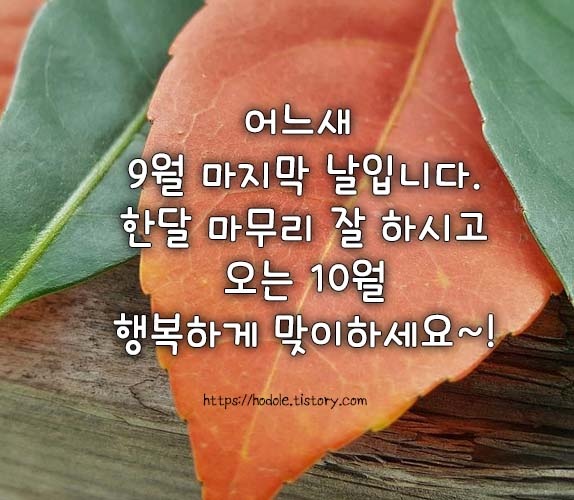 어느새
9월 마지막 날입니다.
한달 마무리 잘 하시고
오는 10월
행복하게 맞이하세요~!
https://hodole.tistory.com